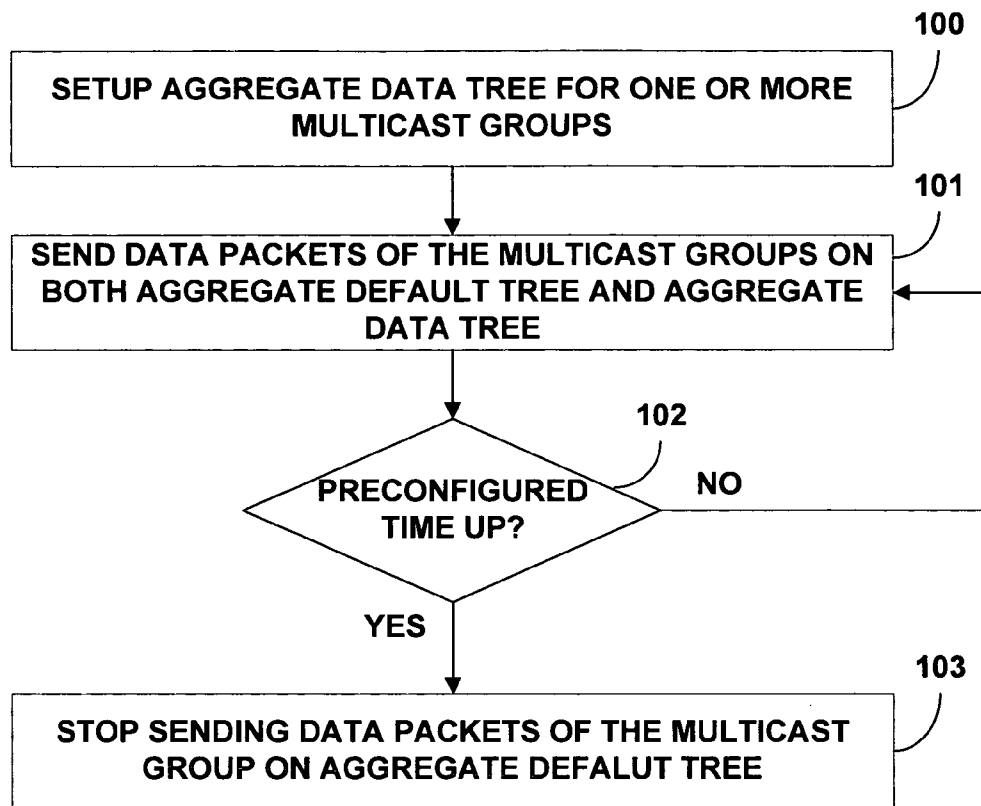 100
SETUP AGGREGATE DATA TREE FOR ONE OR MORE
MULTICAST GROUPS
101
SEND DATA PACKETS OF THE MULTICAST GROUPS ON
BOTH AGGREGATE DEFAULT TREE AND AGGREGATE
DATA TREE
102
PRECONFIGURED
TIME UP?
NO
YES
103
STOP SENDING DATA PACKETS OF THE MULTICAST
GROUP ON AGGREGATE DEFALUT TREE